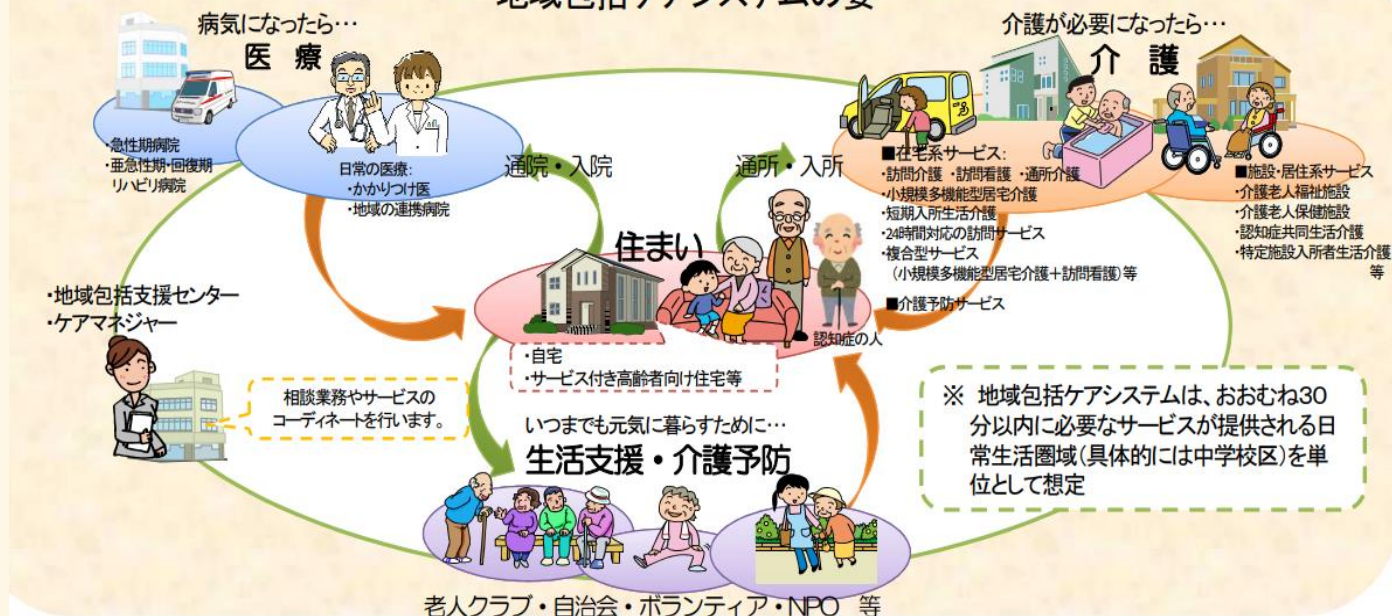 地域包括ケアシステムの姿
病気になったら…
医 療
・急性期病院
・亜急性期・回復期
リハビリ病院
日常の医療：
・かかりつけ医
・地域の連携病院
通院・入院
通所・入所
介護が必要になったら…
介 護
■在宅系サービス：
・訪問介護 ・訪問看護 ・通所介護
・小規模多機能型居宅介護
・短期入所生活介護
・24時間対応の訪問サービス
・複合型サービス
（小規模多機能型居宅介護＋訪問看護）等
■介護予防サービス
■施設・居住系サービス
・介護老人福祉施設
・介護老人保健施設
・認知症共同生活介護
・特定施設入所者生活介護
等
住まい
認知症の人
・自宅
・サービス付き高齢者向け住宅等
・地域包括支援センター
・ケアマネジャー
相談業務やサービスの
コーディネートを行います。
いつまでも元気に暮らすために…
生活支援・介護予防
老人クラブ・自治会・ボランティア・NPO 等
※ 地域包括ケアシステムは、おおむね30
分以内に必要なサービスが提供される日
常生活圏域（具体的には中学校区）を単
位として想定